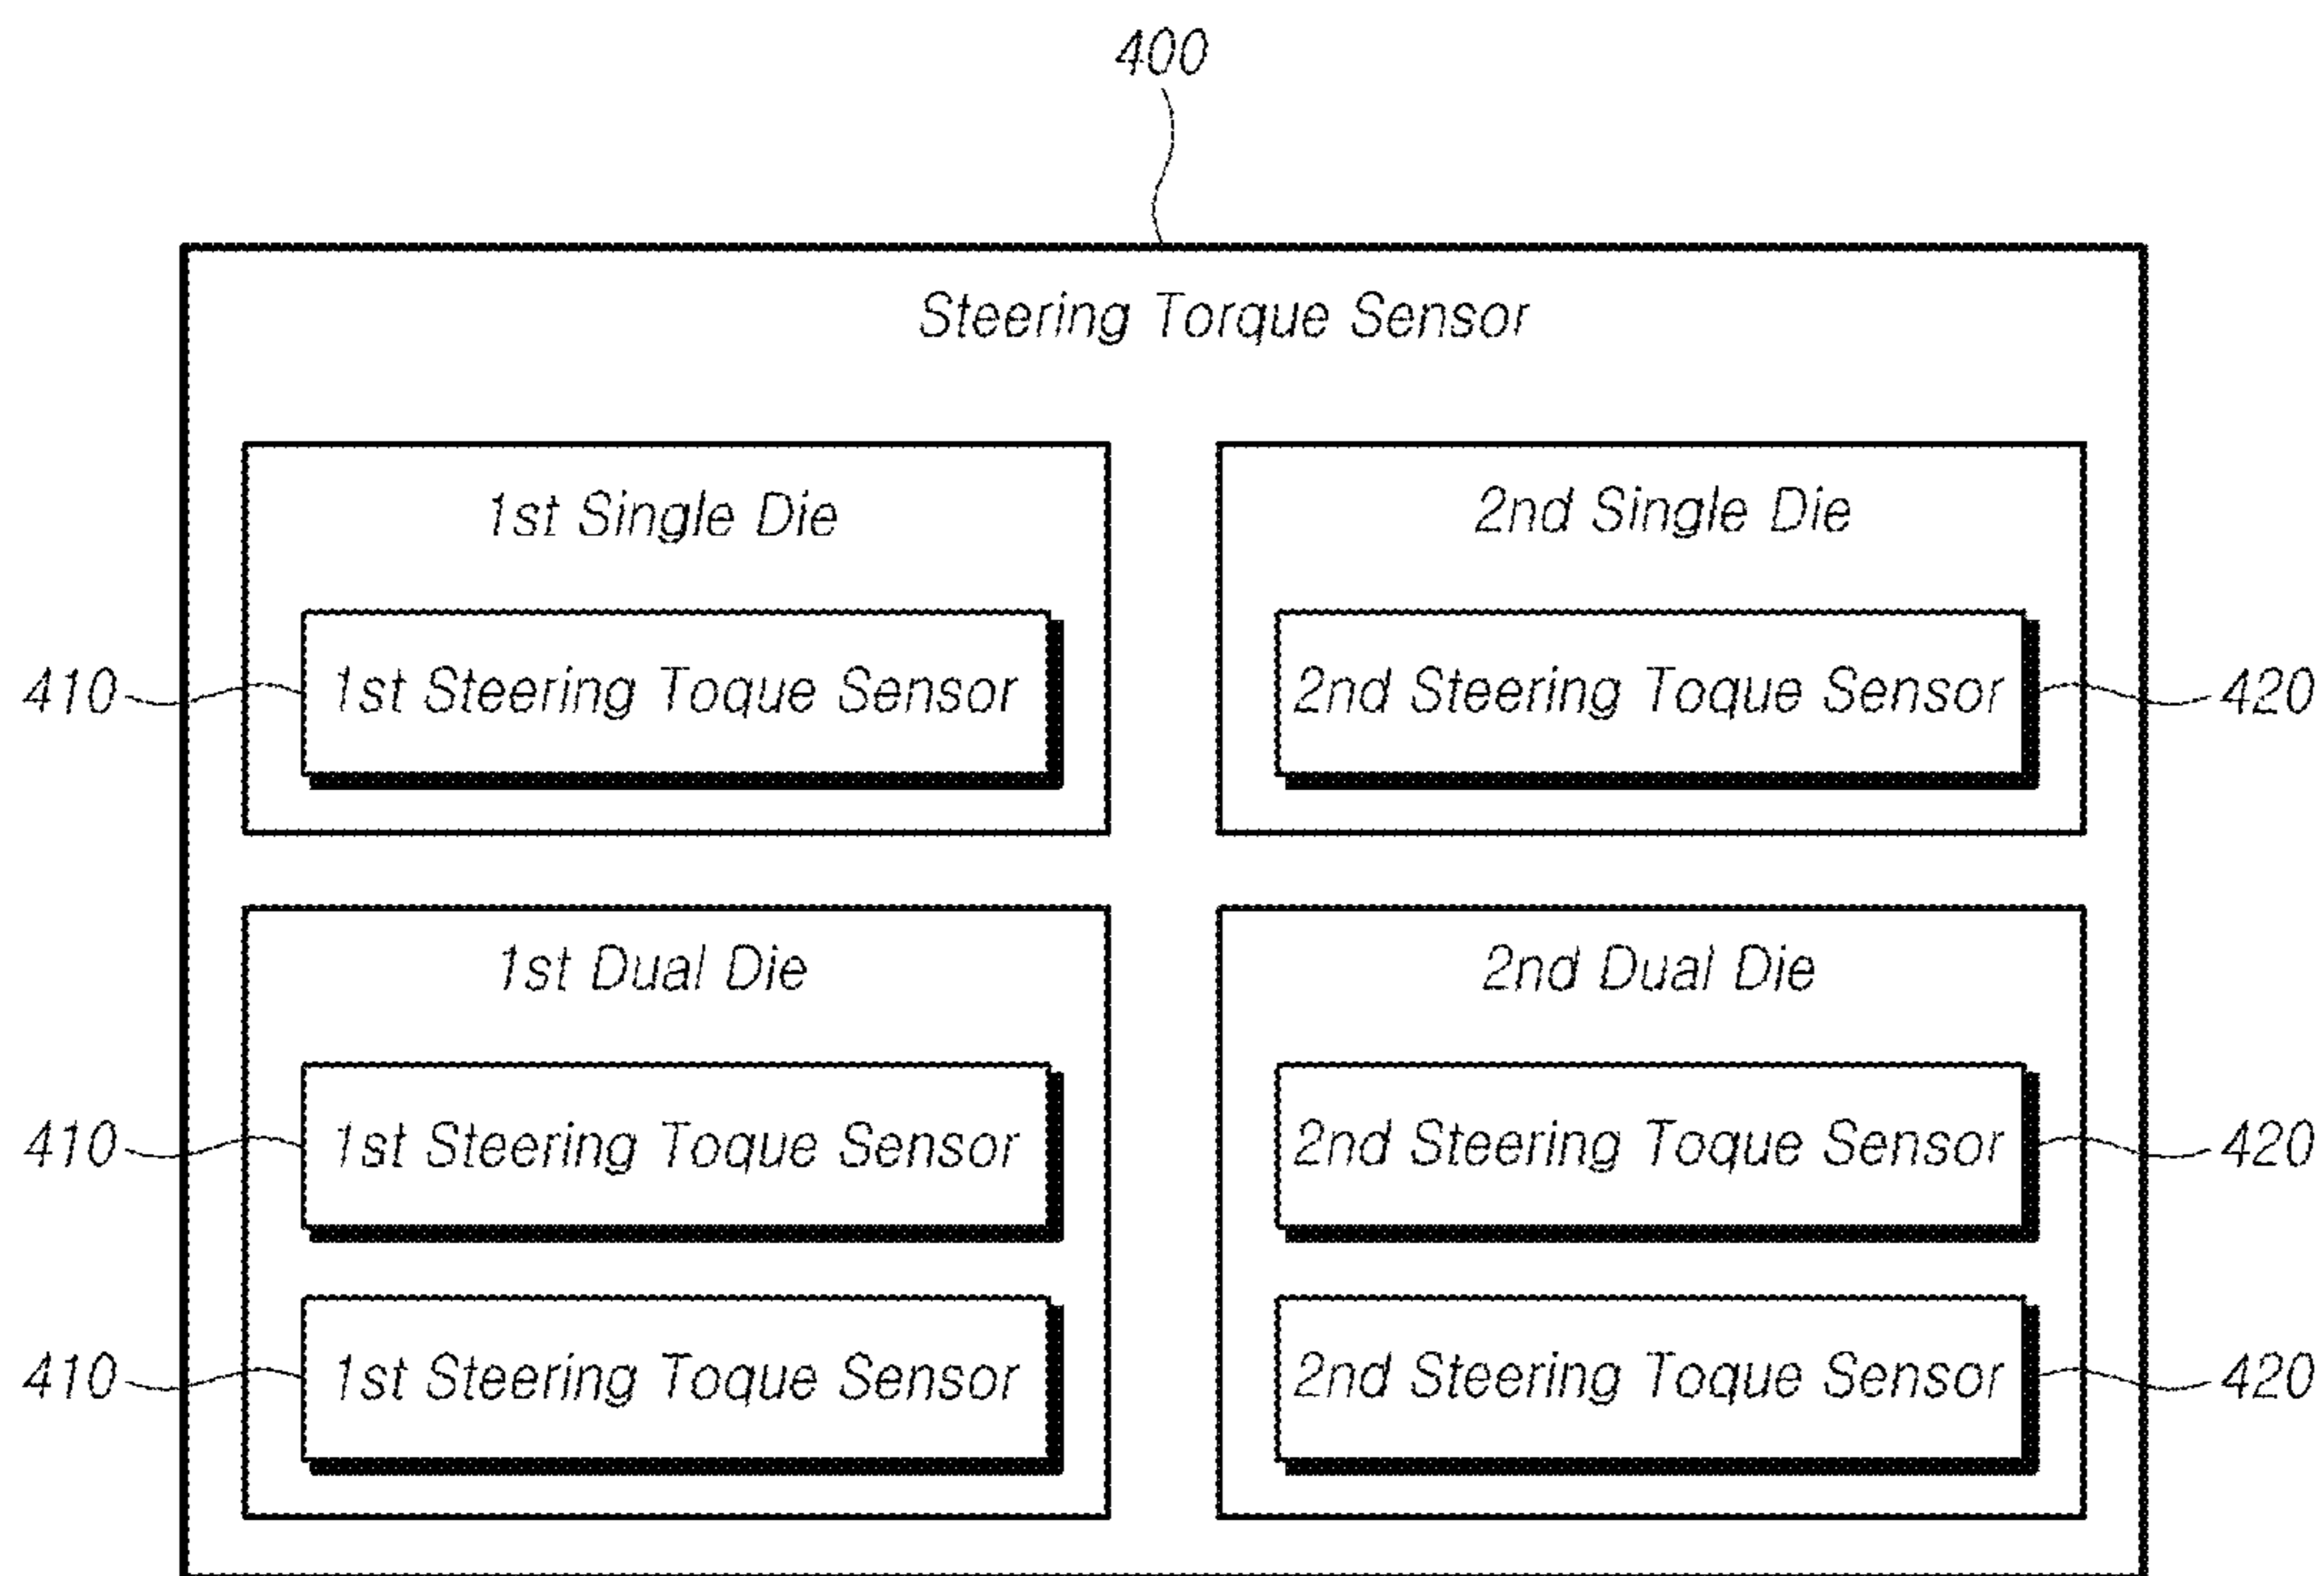 400
Steering Torque Sensor
1st Single Die
2nd Single Die
410
1st Steering Toque Sensor
2nd Steering Toque Sensor
420
1st Dual Die
2nd Dual Die
410
1st Steering Toque Sensor
2nd Steering Toque Sensor
420
410
1st Steering Toque Sensor
2nd Steering Toque Sensor
420